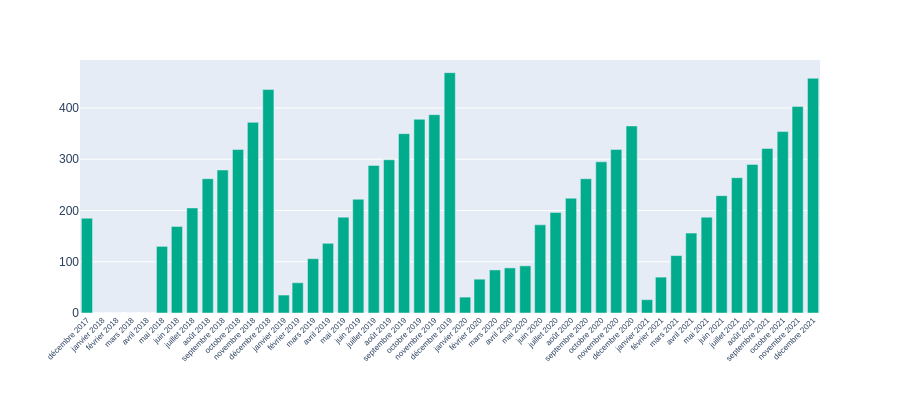 400
300
200
100
0
décembre 2017
janvier 2018
février 2018
mars 2018
avril 2018
mai 2018
juin 2018
juillet 2018
août 2018
septembre 2018
octobre 2018
novembre 2018
décembre 2018
janvier 2019
février 2019
mars 2019
avril 2019
mai 2019
juin 2019
juillet 2019
août 2019
septembre 2019
octobre 2019
novembre 2019
décembre 2019
janvier 2020
février 2020
mars 2020
avril 2020
mai 2020
juin 2020
juillet 2020
août 2020
septembre 2020
octobre 2020
novembre 2020
décembre 2020
janvier 2021
février 2021
mars 2021
avril 2021
mai 2021
juin 2021
juillet 2021
août 2021
septembre 2021
octobre 2021
novembre 2021
décembre 2021